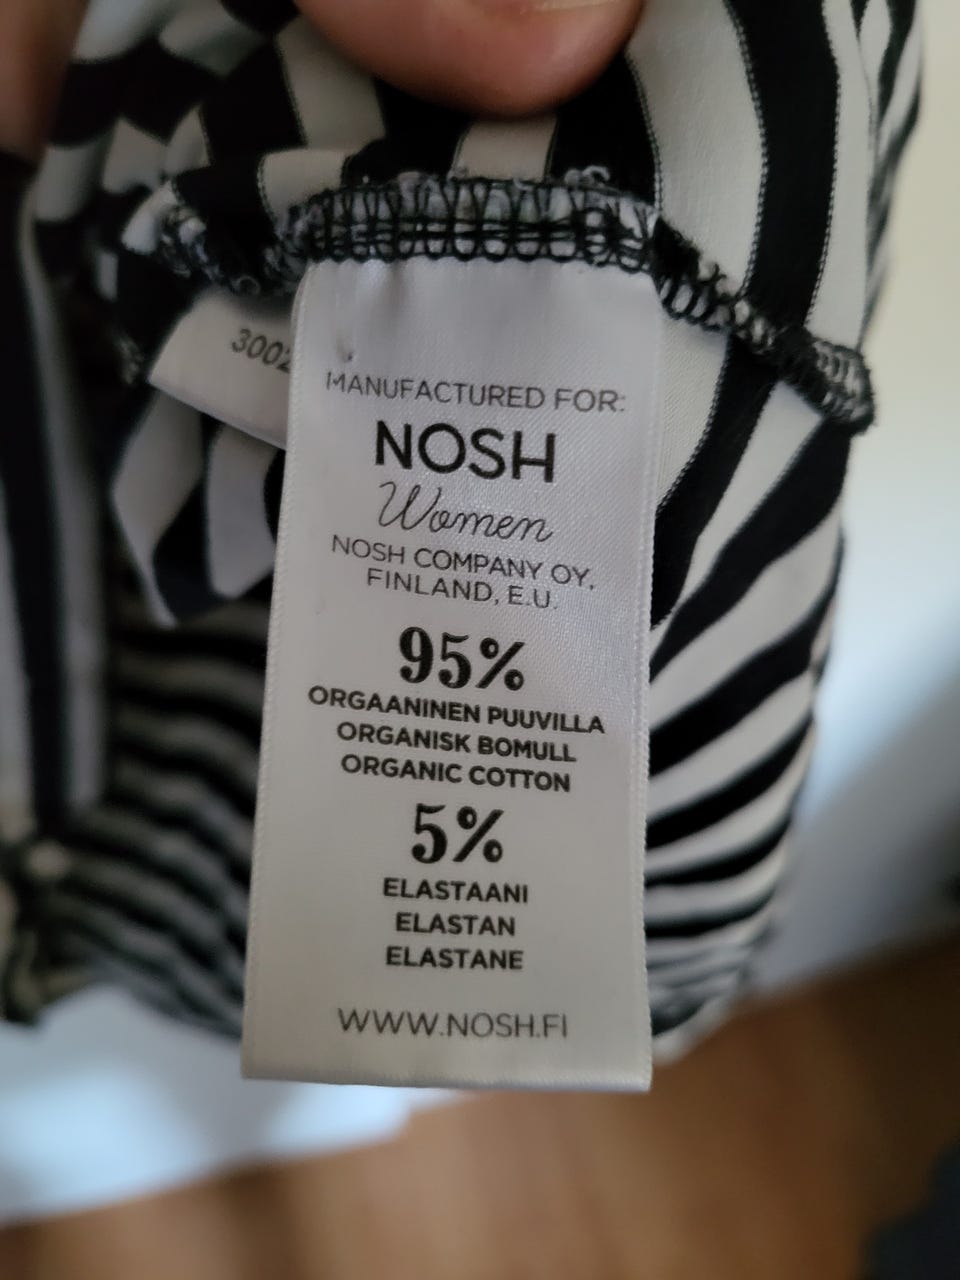 3002
MANUFACTURED FOR:
NOSH
Women
NOSH COMPANY OY,
FINLAND, E.U.
95%
ORGAANINEN PUUVILLA
ORGANISK BOMULL
ORGANIC COTTON
5%
ELASTAANI
ELASTAN
ELASTANE
WWW.NOSH.FI